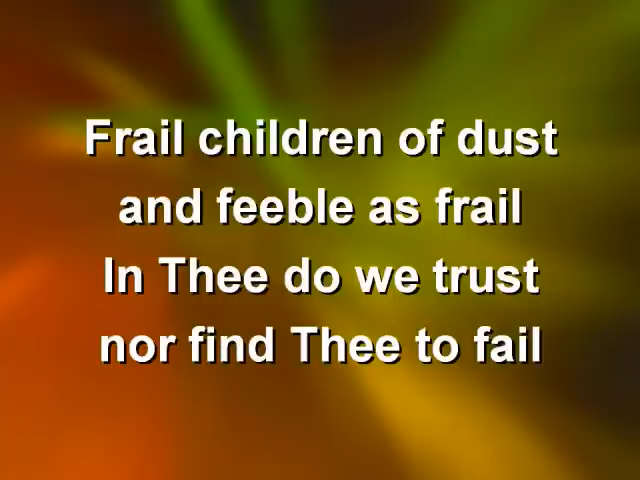 Frail children of dust
and feeble as frail
In Thee do we trust
nor find Thee to fail